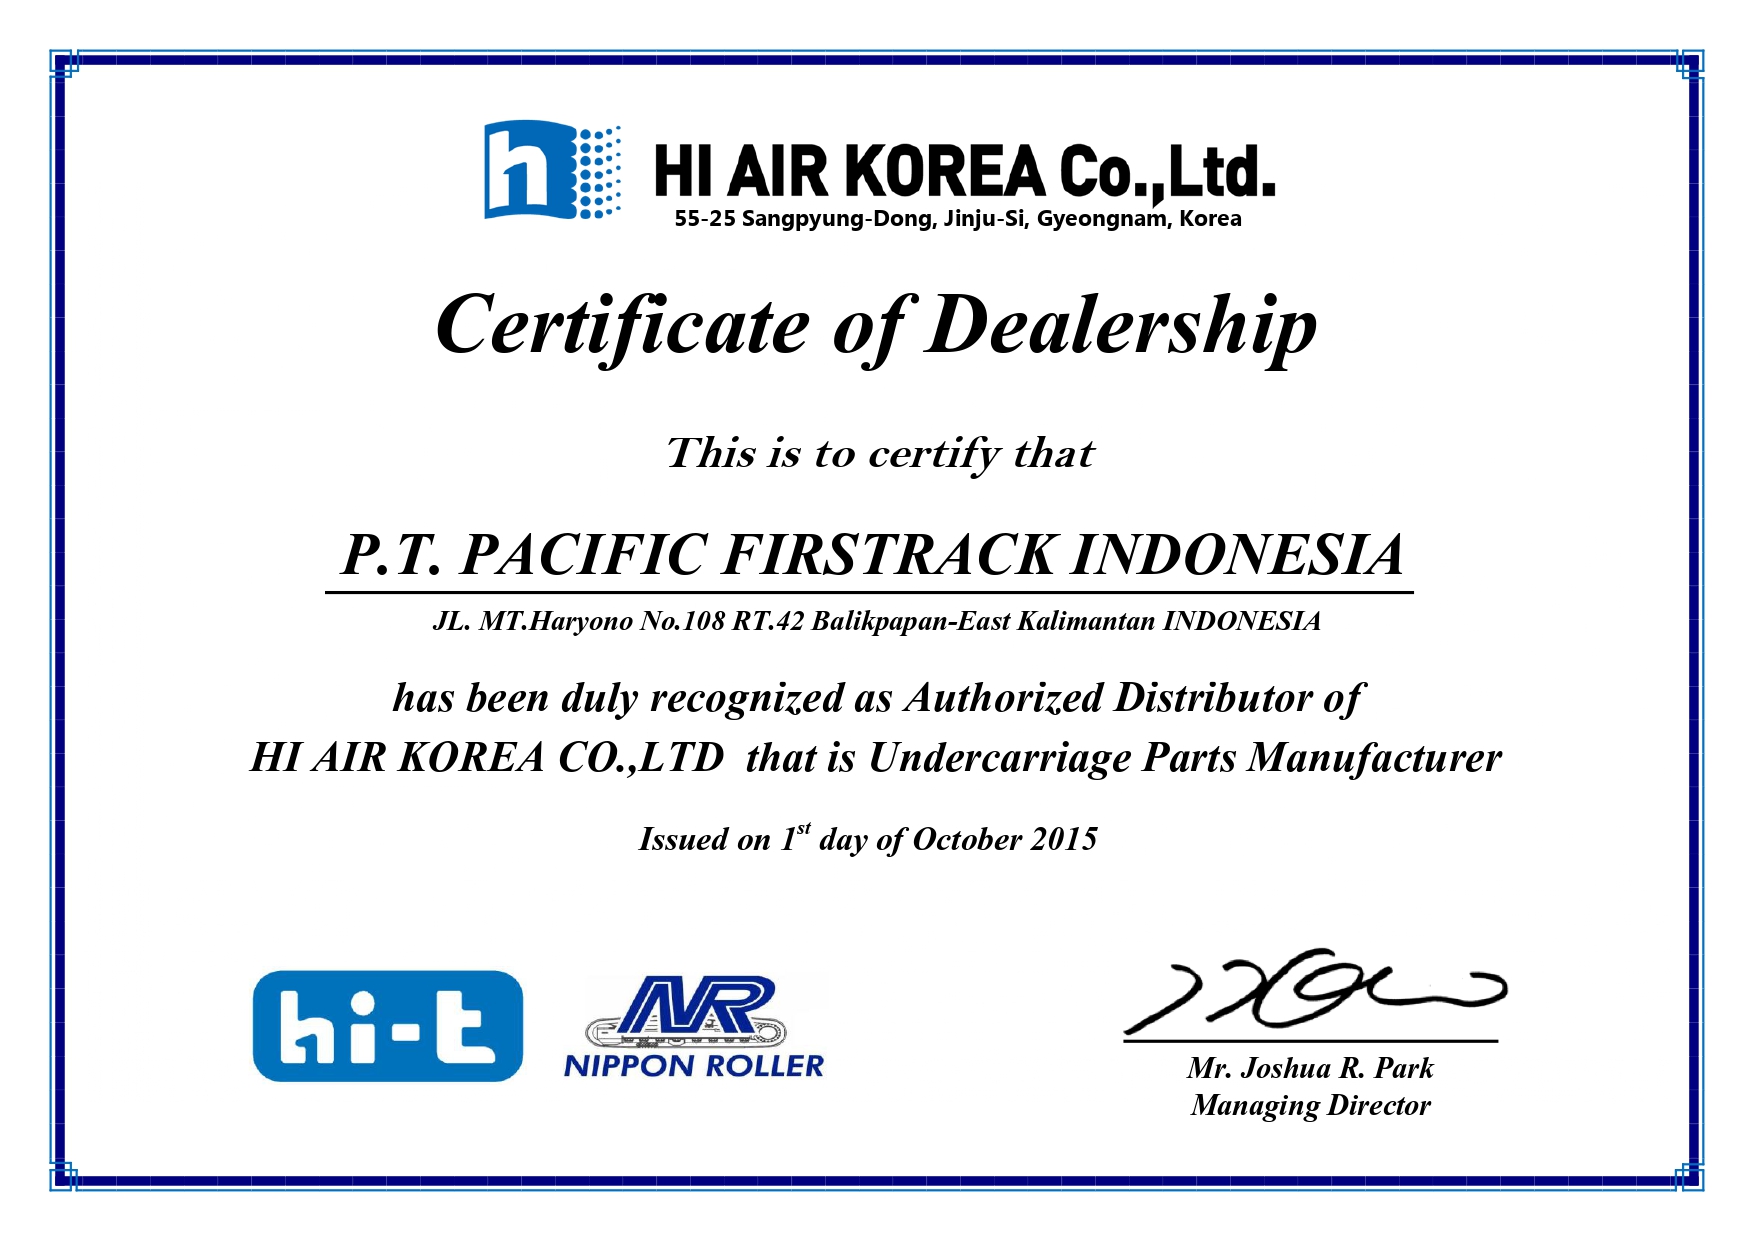 h
HI AIR KOREA Co.,Ltd.
55-25 Sangpyung-Dong, Jinju-Si, Gyeongnam, Korea
Certificate of Dealership
This is to certify that
P.T. PACIFIC FIRSTRACK INDONESIA
JL. MT.Haryono No.108 RT.42 Balikpapan-East Kalimantan INDONESIA
has been duly recognized as Authorized Distributor of
HI AIR KOREA CO.,LTD that is Undercarriage Parts Manufacturer
Issued on 1st day of October 2015
hi-t
NR
NIPPON ROLLER
Mr. Joshua R. Park
Managing Director